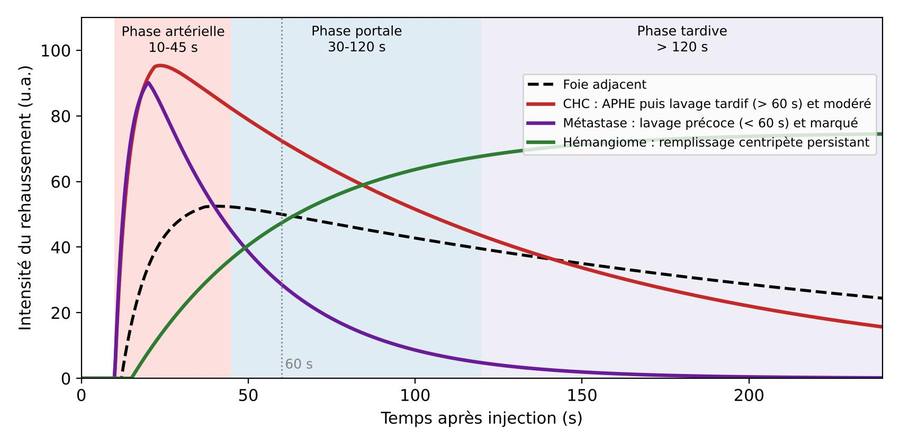 Phase artérielle
10-45 s
Phase portale
30-120 s
Phase tardive
> 120 s
Foie adjacent
CHC : APHE puis lavage tardif (> 60 s) et modéré
Métastase : lavage précoce (< 60 s) et marqué
Hémangiome : remplissage centripète persistant
60 s
Intensité du rehaussement (u.a.)
100
80
60
40
20
0
0
50
100
150
200
Temps après injection (s)